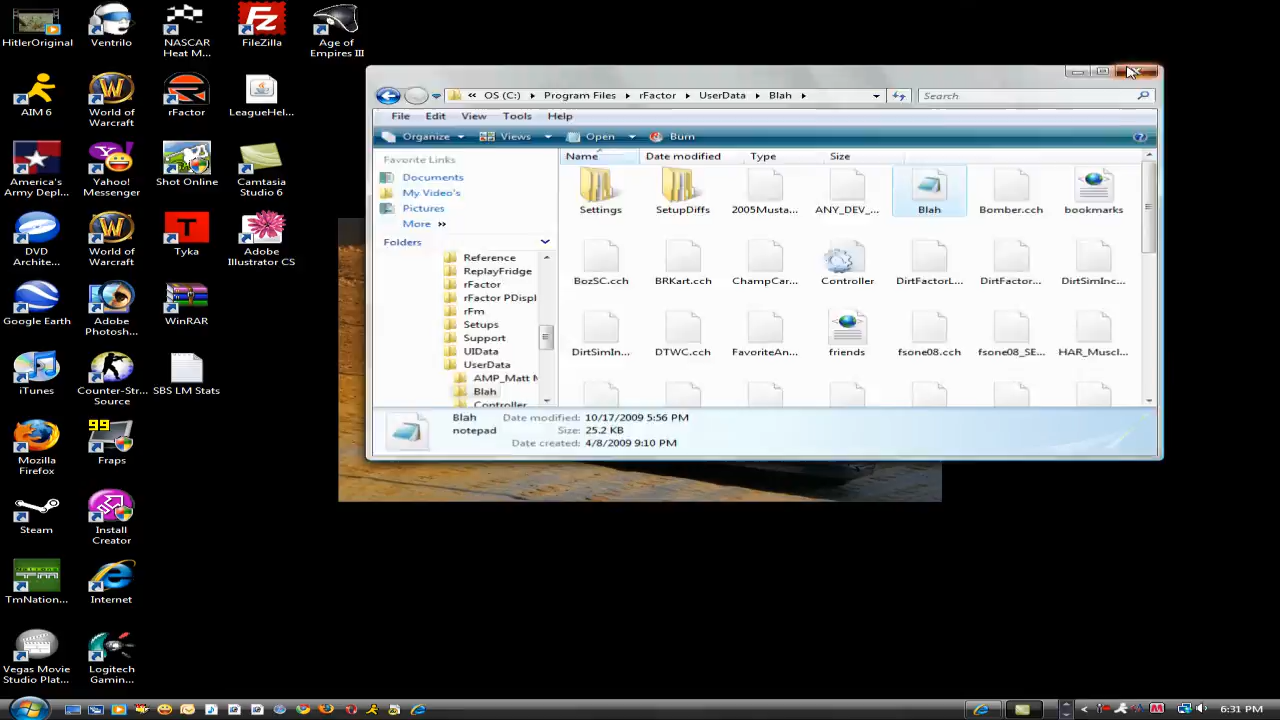 HitlerOriginal
Ventrilo
NASCAR
Heat M...
FileZilla
Age of
Empires III
AIM 6
World of
Warcraft
rFactor
LeagueHel...
America's
Army Depl...
Yahoo!
Messenger
Shot Online
Camtasia
Studio 6
DVD
Archite...
World of
Warcraft
Tyka
Adobe
Illustrator CS
Google Earth
Adobe
Photosh...
WinRAR
iTunes
Counter-Str...
Source
SBS LM Stats
Mozilla
Firefox
99
Fraps
Steam
Install
Creator
TmNation...
Internet
Vegas Movie
Studio Plat...
Logitech
Gamin...
« OS (C:) Program Files rFactor UserData Blah
Search
File Edit View Tools Help
Organize Views Open Burn
Favorite Links
Documents
My Video's
Pictures
More »
Folders
Reference
ReplayFridge
rFactor
rFactor PDispl
rFm
Setups
Support
UIData
UserData
AMP_Matt
Blah
Controller
Name Date modified Type Size
Settings SetupDiffs 2005Musta... ANY_DEV_... Blah Bomber.cch bookmarks
BozSC.cch BRKart.cch ChampCar... Controller DirtFactorL... DirtFactor... DirtSimInc...
DirtSimIn... DTWC.cch FavoriteAn... friends fsone08.cch fsone08_SE... HAR_Muscl...
Blah Date modified: 10/17/2009 5:56 PM
notepad Size: 25.2 KB
Date created: 4/8/2009 9:10 PM
6:31 PM